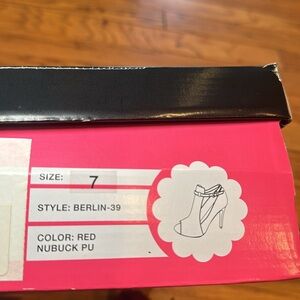 SIZE: 7
STYLE: BERLIN-39
COLOR: RED
NUBUCK PU